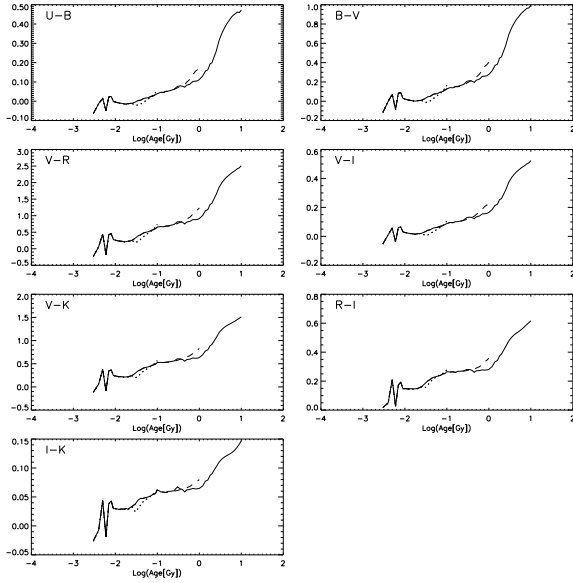 U−B
0.50
0.40
0.30
0.20
0.10
0.00
−0.10
−4 −3 −2 −1 0 1 2
Log(Age[Gy])
B−V
1.0
0.8
0.6
0.4
0.2
0.0
−0.2
−4 −3 −2 −1 0 1 2
Log(Age[Gy])
V−R
3.0
2.5
2.0
1.5
1.0
0.5
0.0
−0.5
−4 −3 −2 −1 0 1 2
Log(Age[Gy])
V−I
0.6
0.4
0.2
0.0
−0.2
−4 −3 −2 −1 0 1 2
Log(Age[Gy])
V−K
2.0
1.5
1.0
0.5
0.0
−0.5
−4 −3 −2 −1 0 1 2
Log(Age[Gy])
R−I
0.8
0.6
0.4
0.2
0.0
−4 −3 −2 −1 0 1 2
Log(Age[Gy])
I−K
0.15
0.10
0.05
0.00
−0.05
−4 −3 −2 −1 0 1 2
Log(Age[Gy])